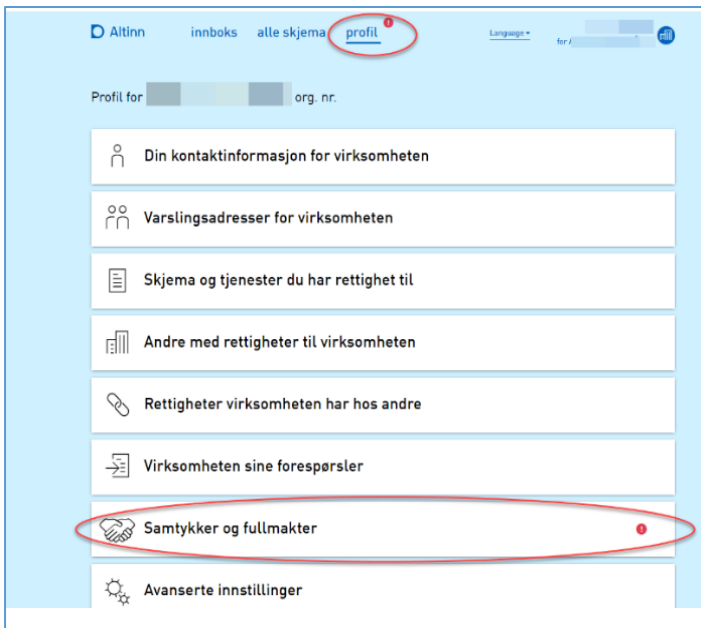 Altinn innboks alle skjema profil Language
for
Profil for org. nr.
Din kontaktinformasjon for virksomheten
Varslingsadresser for virksomheten
Skjema og tjenester du har rettighet til
Andre med rettigheter til virksomheten
Rettigheter virksomheten har hos andre
Virksomheten sine forespørsler
Samtykker og fullmakter
Avanserte innstillinger